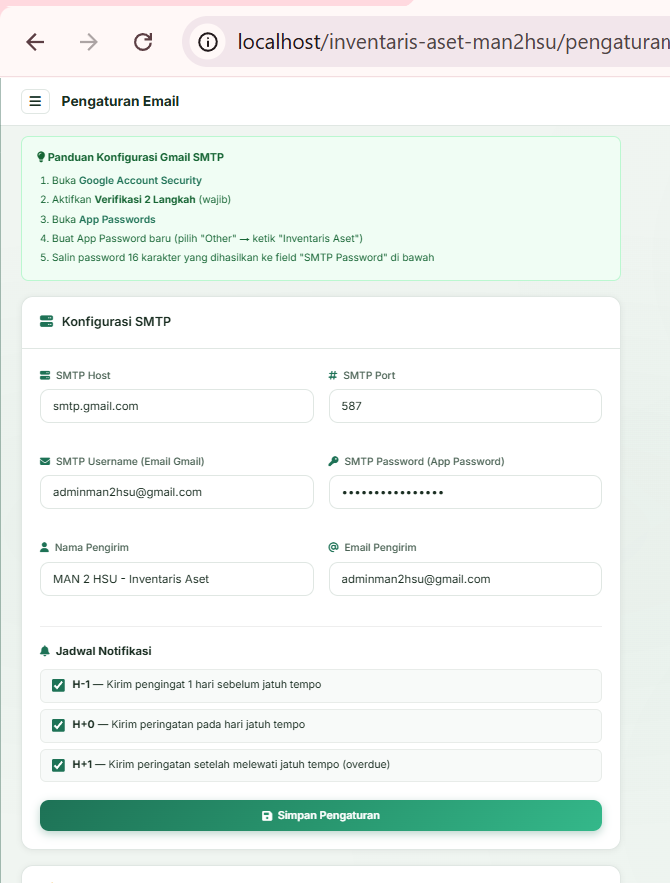 localhost/inventaris-aset-man2hsu/pengaturan
Pengaturan Email
Panduan Konfigurasi Gmail SMTP
1. Buka Google Account Security
2. Aktifkan Verifikasi 2 Langkah (wajib)
3. Buka App Passwords
4. Buat App Password baru (pilih "Other" → ketik "Inventaris Aset")
5. Salin password 16 karakter yang dihasilkan ke field "SMTP Password" di bawah
Konfigurasi SMTP
SMTP Host
# SMTP Port
smtp.gmail.com
587
SMTP Username (Email Gmail)
SMTP Password (App Password)
adminman2hsu@gmail.com
••••••••••••••••
Nama Pengirim
@ Email Pengirim
MAN 2 HSU - Inventaris Aset
adminman2hsu@gmail.com
Jadwal Notifikasi
H-1 — Kirim pengingat 1 hari sebelum jatuh tempo
H+0 — Kirim peringatan pada hari jatuh tempo
H+1 — Kirim peringatan setelah melewati jatuh tempo (overdue)
Simpan Pengaturan